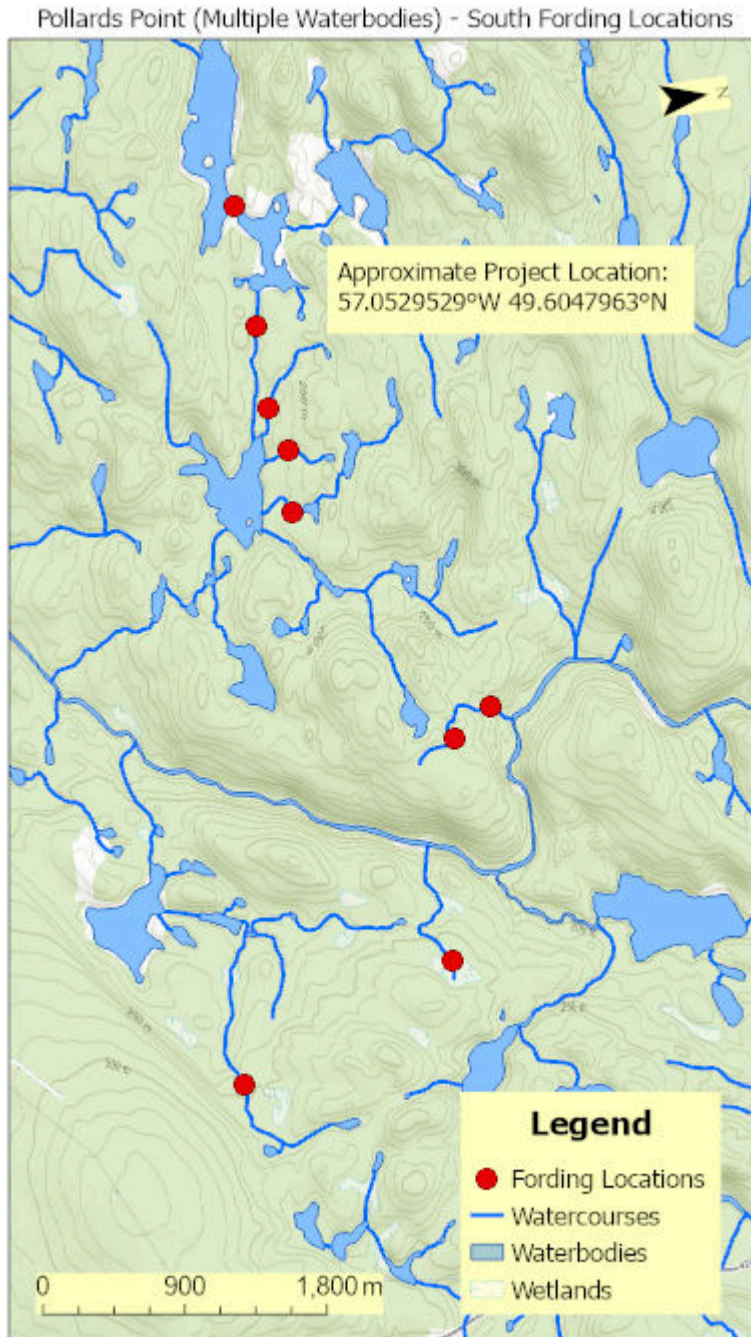 Pollards Point (Multiple Waterbodies) - South Fording Locations
N
Approximate Project Location:
57.0529529°W 49.6047963°N
Legend
Fording Locations
Watercourses
Waterbodies
Wetlands
0 900 1,800 m